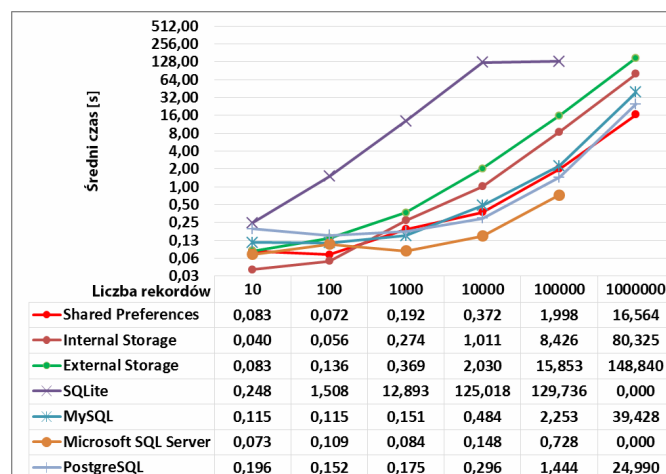 512,00
256,00
128,00
64,00
32,00
16,00
8,00
4,00
2,00
1,00
0,50
0,25
0,13
0,06
0,03
Średni czas [s]
Liczba rekordów 10 100 1000 10000 100000 1000000
Shared Preferences 0,083 0,072 0,192 0,372 1,998 16,564
Internal Storage 0,040 0,056 0,274 1,011 8,426 80,325
External Storage 0,083 0,136 0,369 2,030 15,853 148,840
SQLite 0,248 1,508 12,893 125,018 129,736 0,000
MySQL 0,115 0,115 0,151 0,484 2,253 39,428
Microsoft SQL Server 0,073 0,109 0,084 0,148 0,728 0,000
PostgreSQL 0,196 0,152 0,175 0,296 1,444 24,990